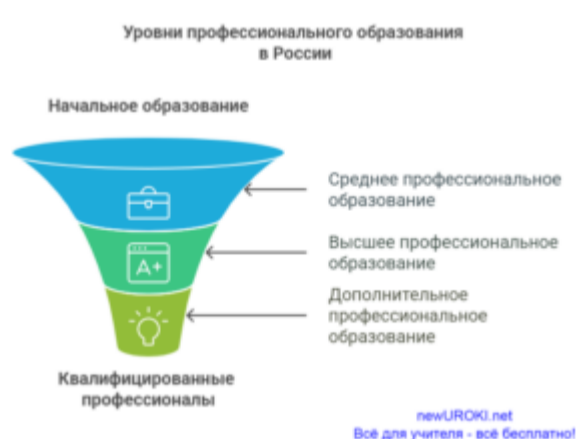 Уровни профессионального образования
в России
Начальное образование
Среднее профессиональное
образование
A+
Высшее профессиональное
образование
Дополнительное
профессиональное
образование
Квалифицированные
профессионалы
newUROKI.net
Всё для учителя - всё бесплатно!